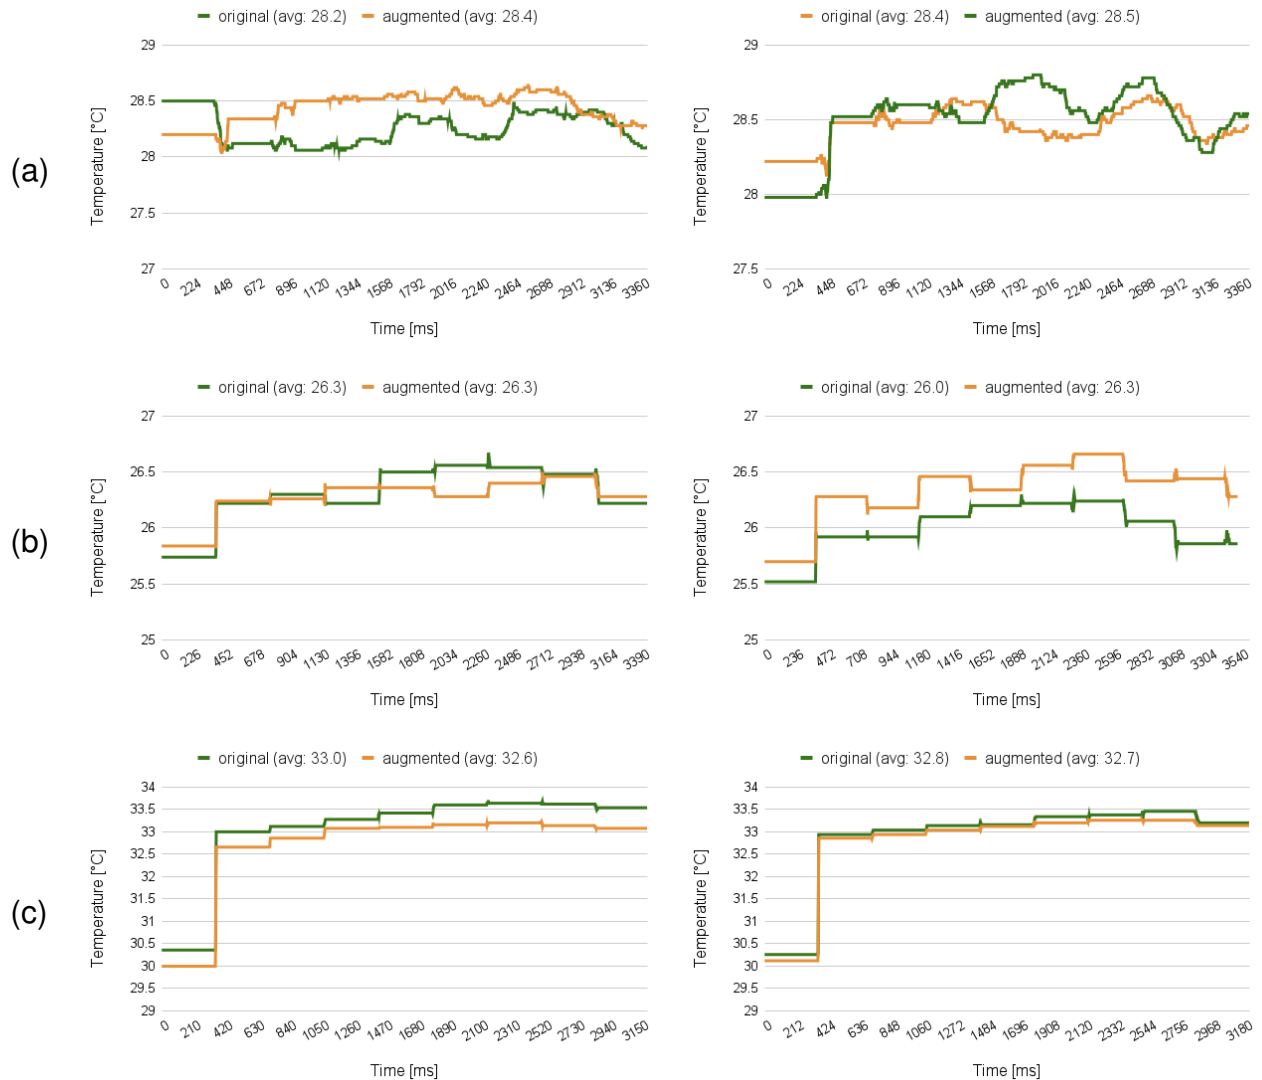 original (avg: 28.2) augmented (avg: 28.4)
29
28.5
28
27.5
27
Temperature [°C]
0 224 448 672 896 1120 1344 1568 1792 2016 2240 2464 2688 2912 3136 3360
Time [ms]
(a)
original (avg: 28.4) augmented (avg: 28.5)
29
28.5
28
27.5
Temperature [°C]
0 224 448 672 896 1120 1344 1568 1792 2016 2240 2464 2688 2912 3136 3360
Time [ms]
original (avg: 26.3) augmented (avg: 26.3)
27
26.5
26
25.5
25
Temperature [°C]
0 226 452 678 904 1130 1356 1582 1808 2034 2260 2486 2712 2938 3164 3390
Time [ms]
(b)
original (avg: 26.0) augmented (avg: 26.3)
27
26.5
26
25.5
25
Temperature [°C]
0 236 472 708 944 1180 1416 1652 1888 2124 2360 2596 2832 3068 3304 3540
Time [ms]
original (avg: 33.0) augmented (avg: 32.6)
34
33.5
33
32.5
32
31.5
31
30.5
30
29.5
29
Temperature [°C]
0 210 420 630 840 1050 1260 1470 1680 1890 2100 2310 2520 2730 2940 3150
Time [ms]
(c)
original (avg: 32.8) augmented (avg: 32.7)
34
33.5
33
32.5
32
31.5
31
30.5
30
29.5
29
Temperature [°C]
0 212 424 636 848 1060 1272 1484 1696 1908 2120 2332 2544 2756 2968 3180
Time [ms]